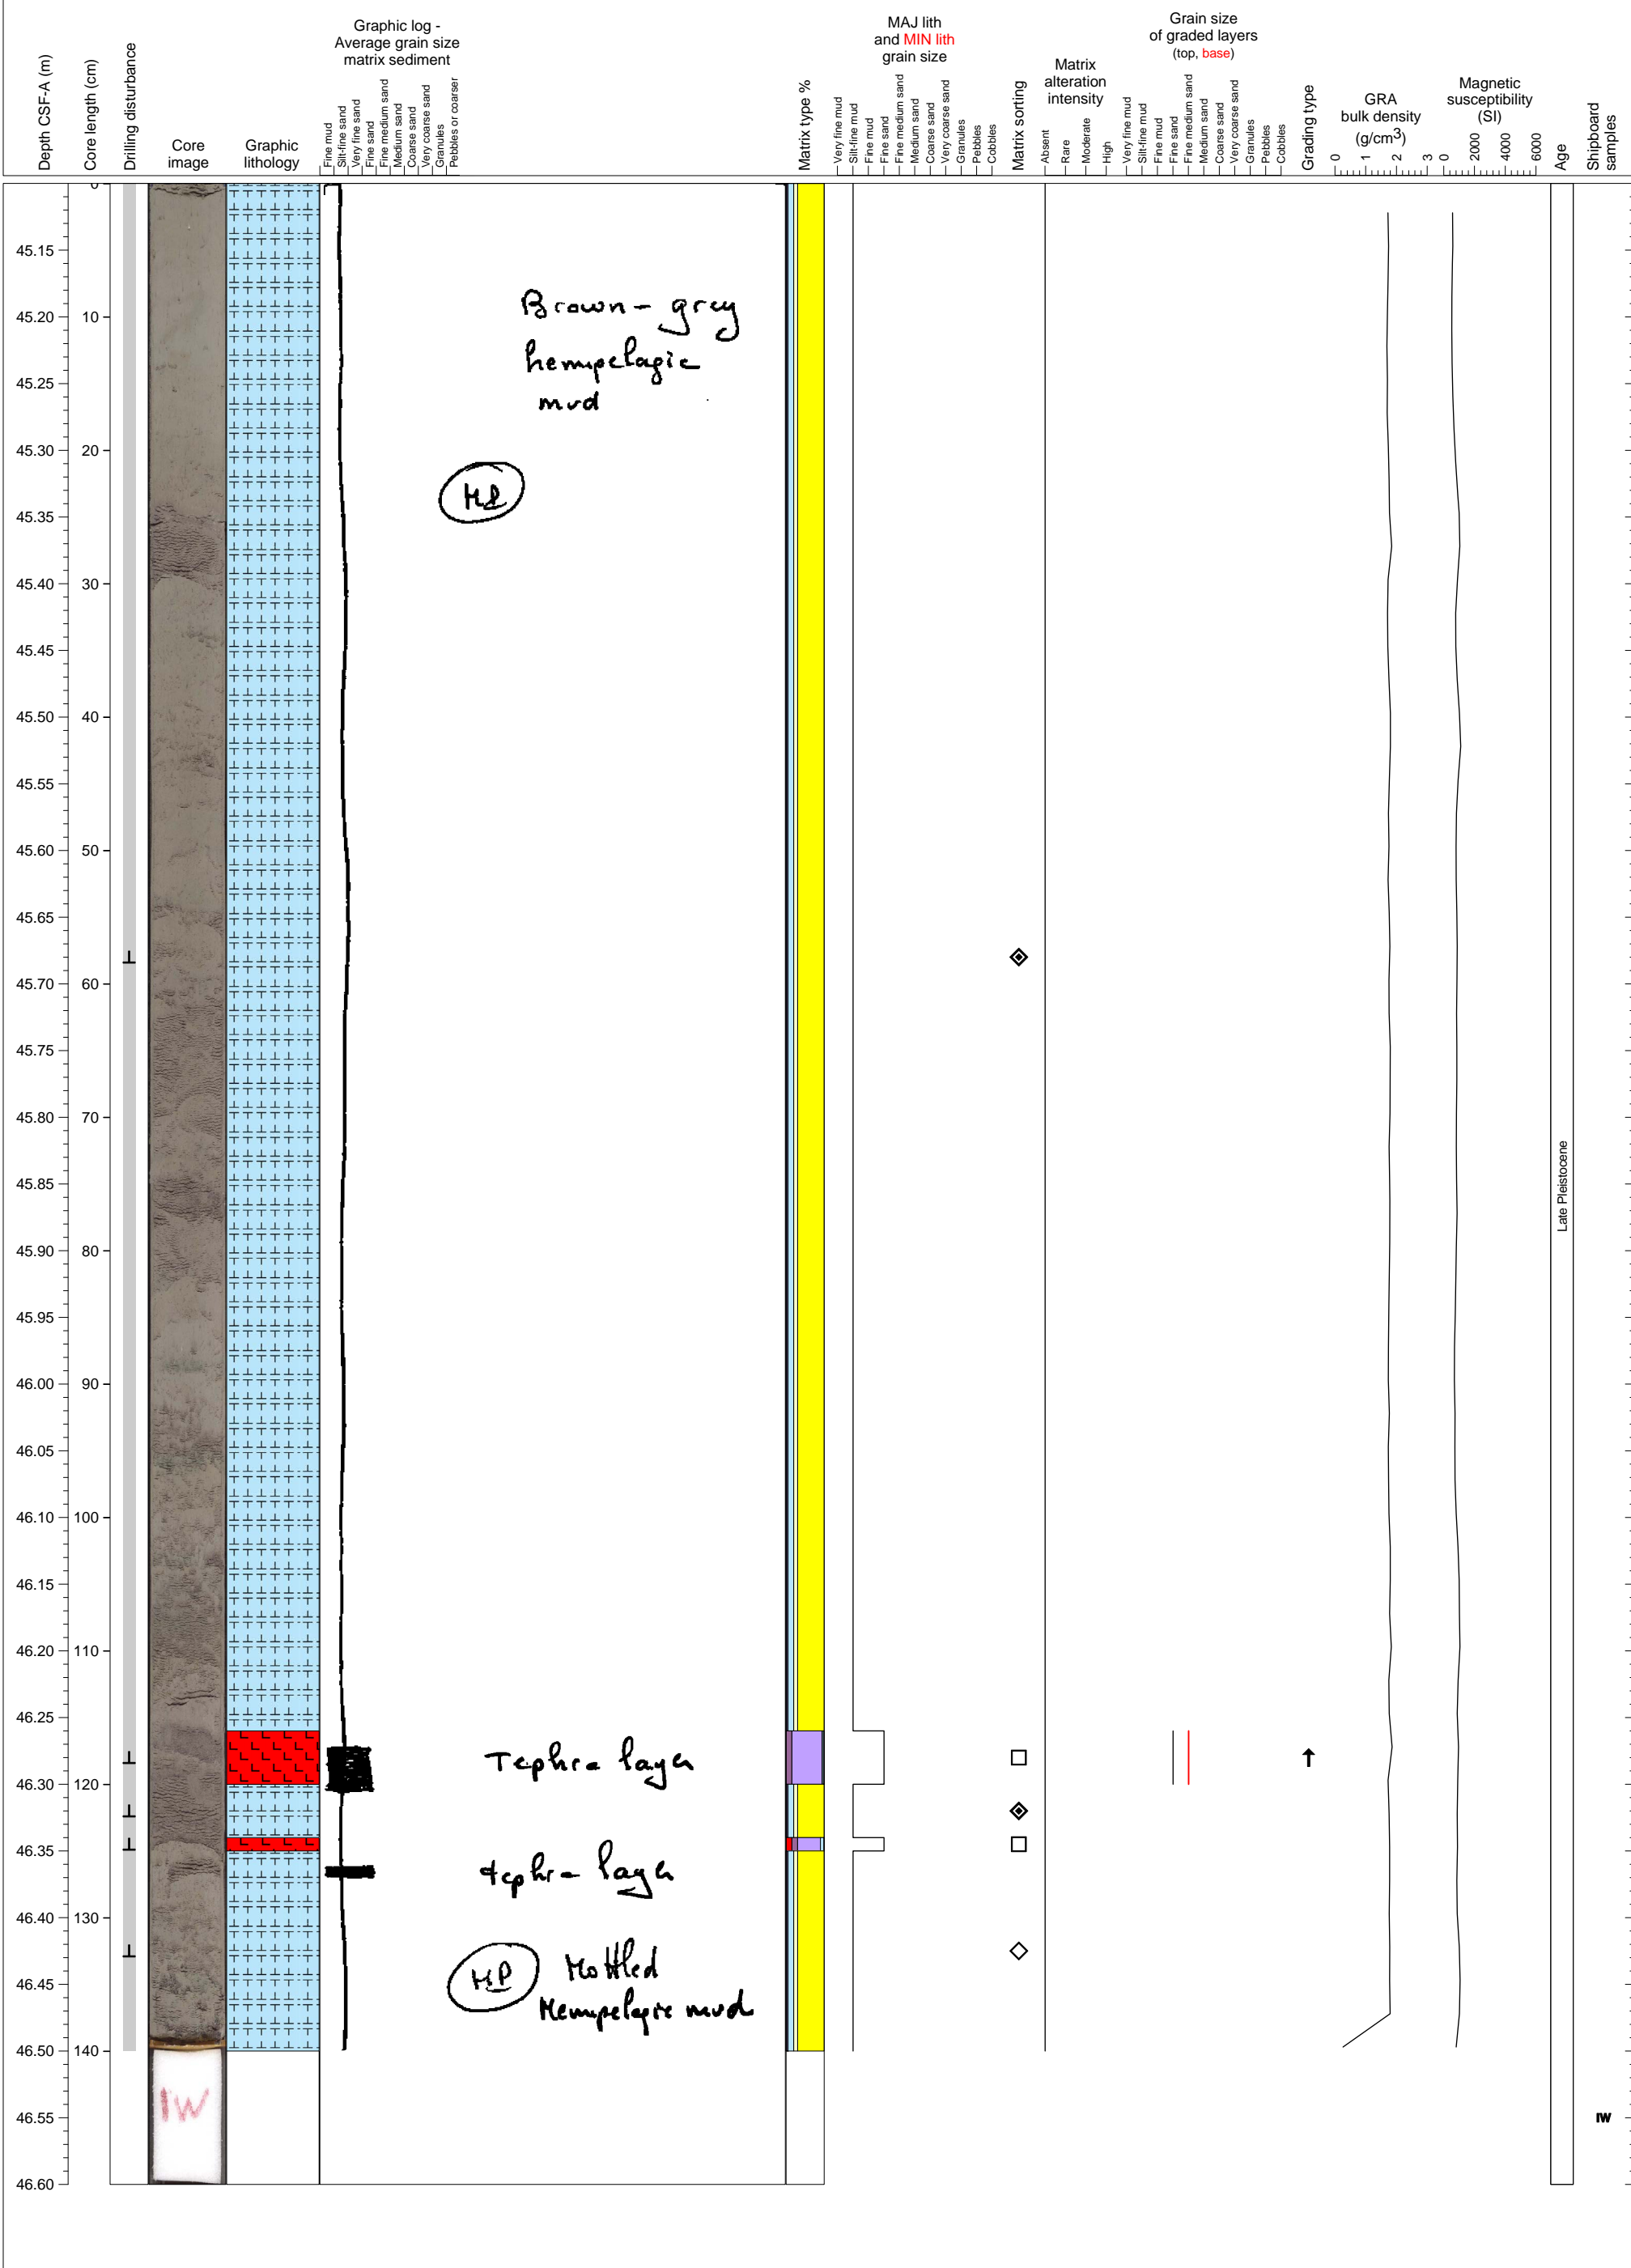 Depth CSF-A (m)
Core length (cm)
Drilling disturbance
Core
image
Graphic
lithology
Graphic log -
Average grain size
matrix sediment
Fine mud
Silt-fine sand
Very fine sand
Fine sand
Fine medium sand
Medium sand
Coarse sand
Very coarse sand
Granules
Pebbles or coarser
Matrix type %
MAJ lith
and MIN lith
grain size
Very fine mud
Silt-fine mud
Fine mud
Fine sand
Fine medium sand
Medium sand
Coarse sand
Very coarse sand
Granules
Pebbles
Cobbles
Matrix sorting
Matrix
alteration
intensity
Absent
Rare
Moderate
High
Grain size
of graded layers
(top, base)
Very fine mud
Silt-fine mud
Fine mud
Fine sand
Fine medium sand
Medium sand
Coarse sand
Very coarse sand
Granules
Pebbles
Cobbles
Grading type
GRA
bulk density
(g/cm3)
0 1 2 3
Magnetic
susceptibility
(SI)
0 2000 4000 6000
Age
Shipboard
samples
0
45.15
45.20 10
45.25
45.30 20
45.35
45.40 30
45.45
45.50 40
45.55
45.60 50
45.65
45.70 60
45.75
45.80 70
45.85
45.90 80
45.95
46.00 90
46.05
46.10 100
46.15
46.20 110
46.25
46.30 120
46.35
46.40 130
46.45
46.50 140
46.55
46.60
Brown - grey
hemipelagic
mud
Tephra layer
tephra layer
HP Mottled
Hemipelagic mud
Late Pleistocene
IW
IW